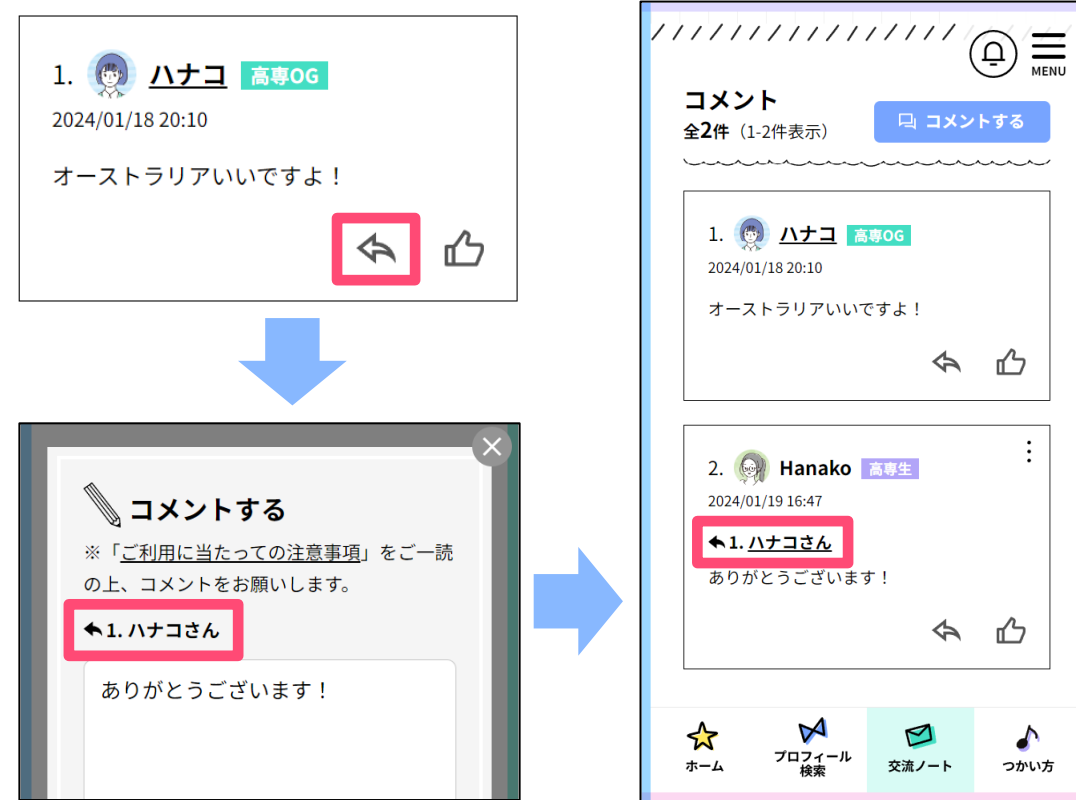 1. ハナコ 高専OG
2024/01/18 20:10
オーストラリアいいですよ！
コメントする
※「ご利用に当たっての注意事項」をご一読
の上、コメントをお願いします。
1. ハナコさん
ありがとうございます！
MENU
コメント
全2件（1-2件表示）
コメントする
1. ハナコ 高専OG
2024/01/18 20:10
オーストラリアいいですよ！
2. Hanako 高専生
2024/01/19 16:47
1. ハナコさん
ありがとうございます！
ホーム
プロフィール
検索
交流ノート
つかい方